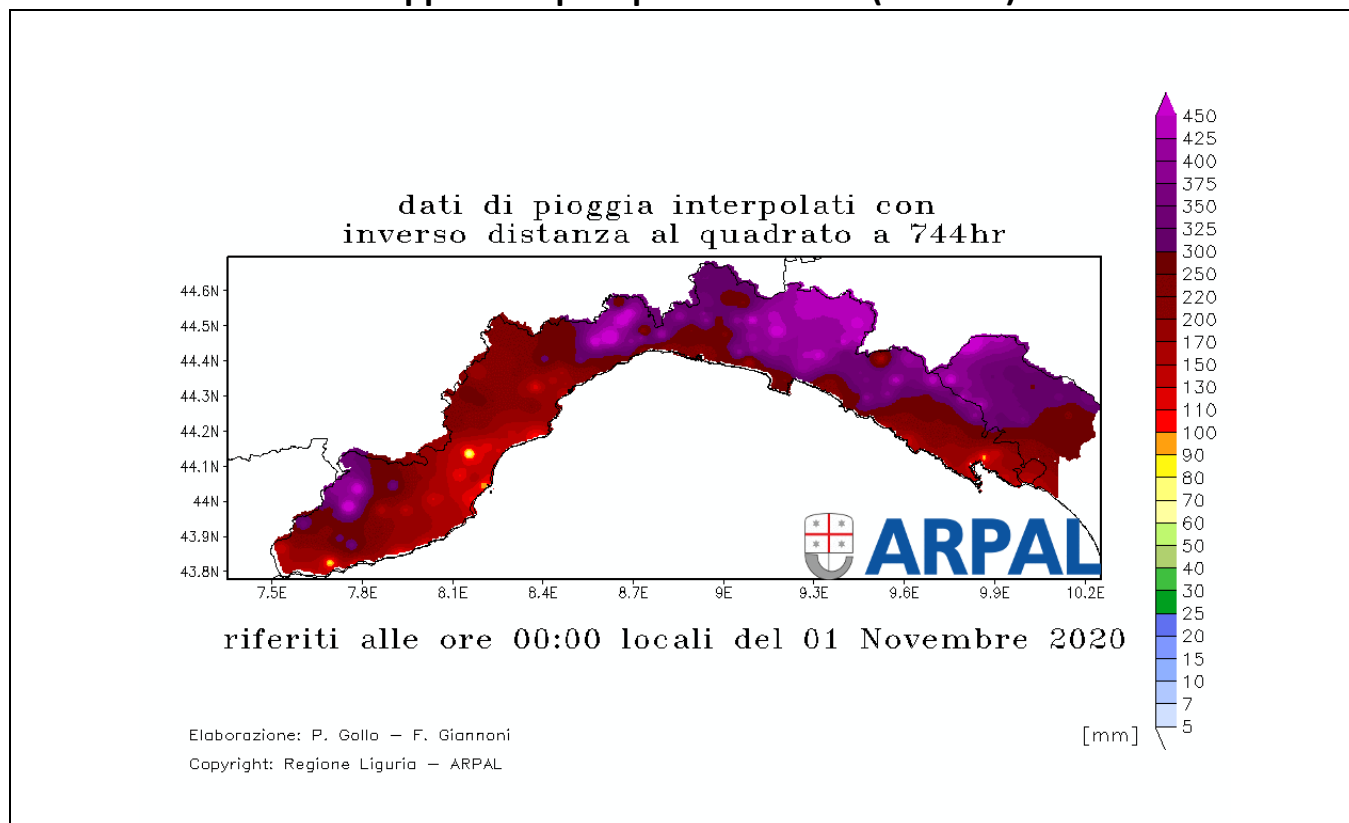 dati di pioggia interpolati con
inverso distanza al quadrato a 744hr
44.6N
44.5N
44.4N
44.3N
44.2N
44.1N
44N
43.9N
43.8N
7.5E 7.8E 8.1E 8.4E 8.7E 9E 9.3E 9.6E 9.9E 10.2E
ARPAL
riferiti alle ore 00:00 locali del 01 Novembre 2020
450
425
400
375
350
325
300
250
220
200
170
150
130
110
100
90
80
70
60
50
40
30
25
20
15
10
7
5
[mm]
Elaborazione: P. Gollo – F. Giannoni
Copyright: Regione Liguria – ARPAL